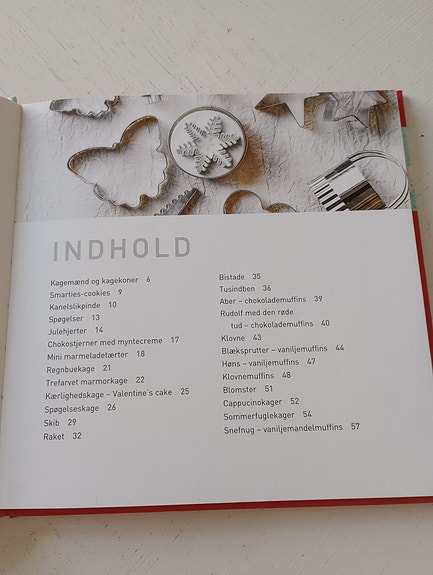 INDHOLD
Kagemænd og kagekoner 6
Smarties-cookies 9
Kanelslikpinde 10
Spøgelser 13
Julehjerter 14
Chokostjerner med myntecreme 17
Mini marmeladetærter 18
Regnbuekage 21
Trefarvet marmorkage 22
Kærlighedskage – Valentine's cake 25
Spøgelseskage 26
Skib 29
Raket 32
Bistade 35
Tusindben 36
Aber – chokolademuffins 39
Rudolf med den røde
tud – chokolademuffins 40
Klovne 43
Blæksprutter – vaniljemuffins 44
Høns – vaniljemuffins 47
Klovnemuffins 48
Blomster 51
Cappucinokager 52
Sommerfuglekager 54
Snefnug – vaniljemandelmuffins 57